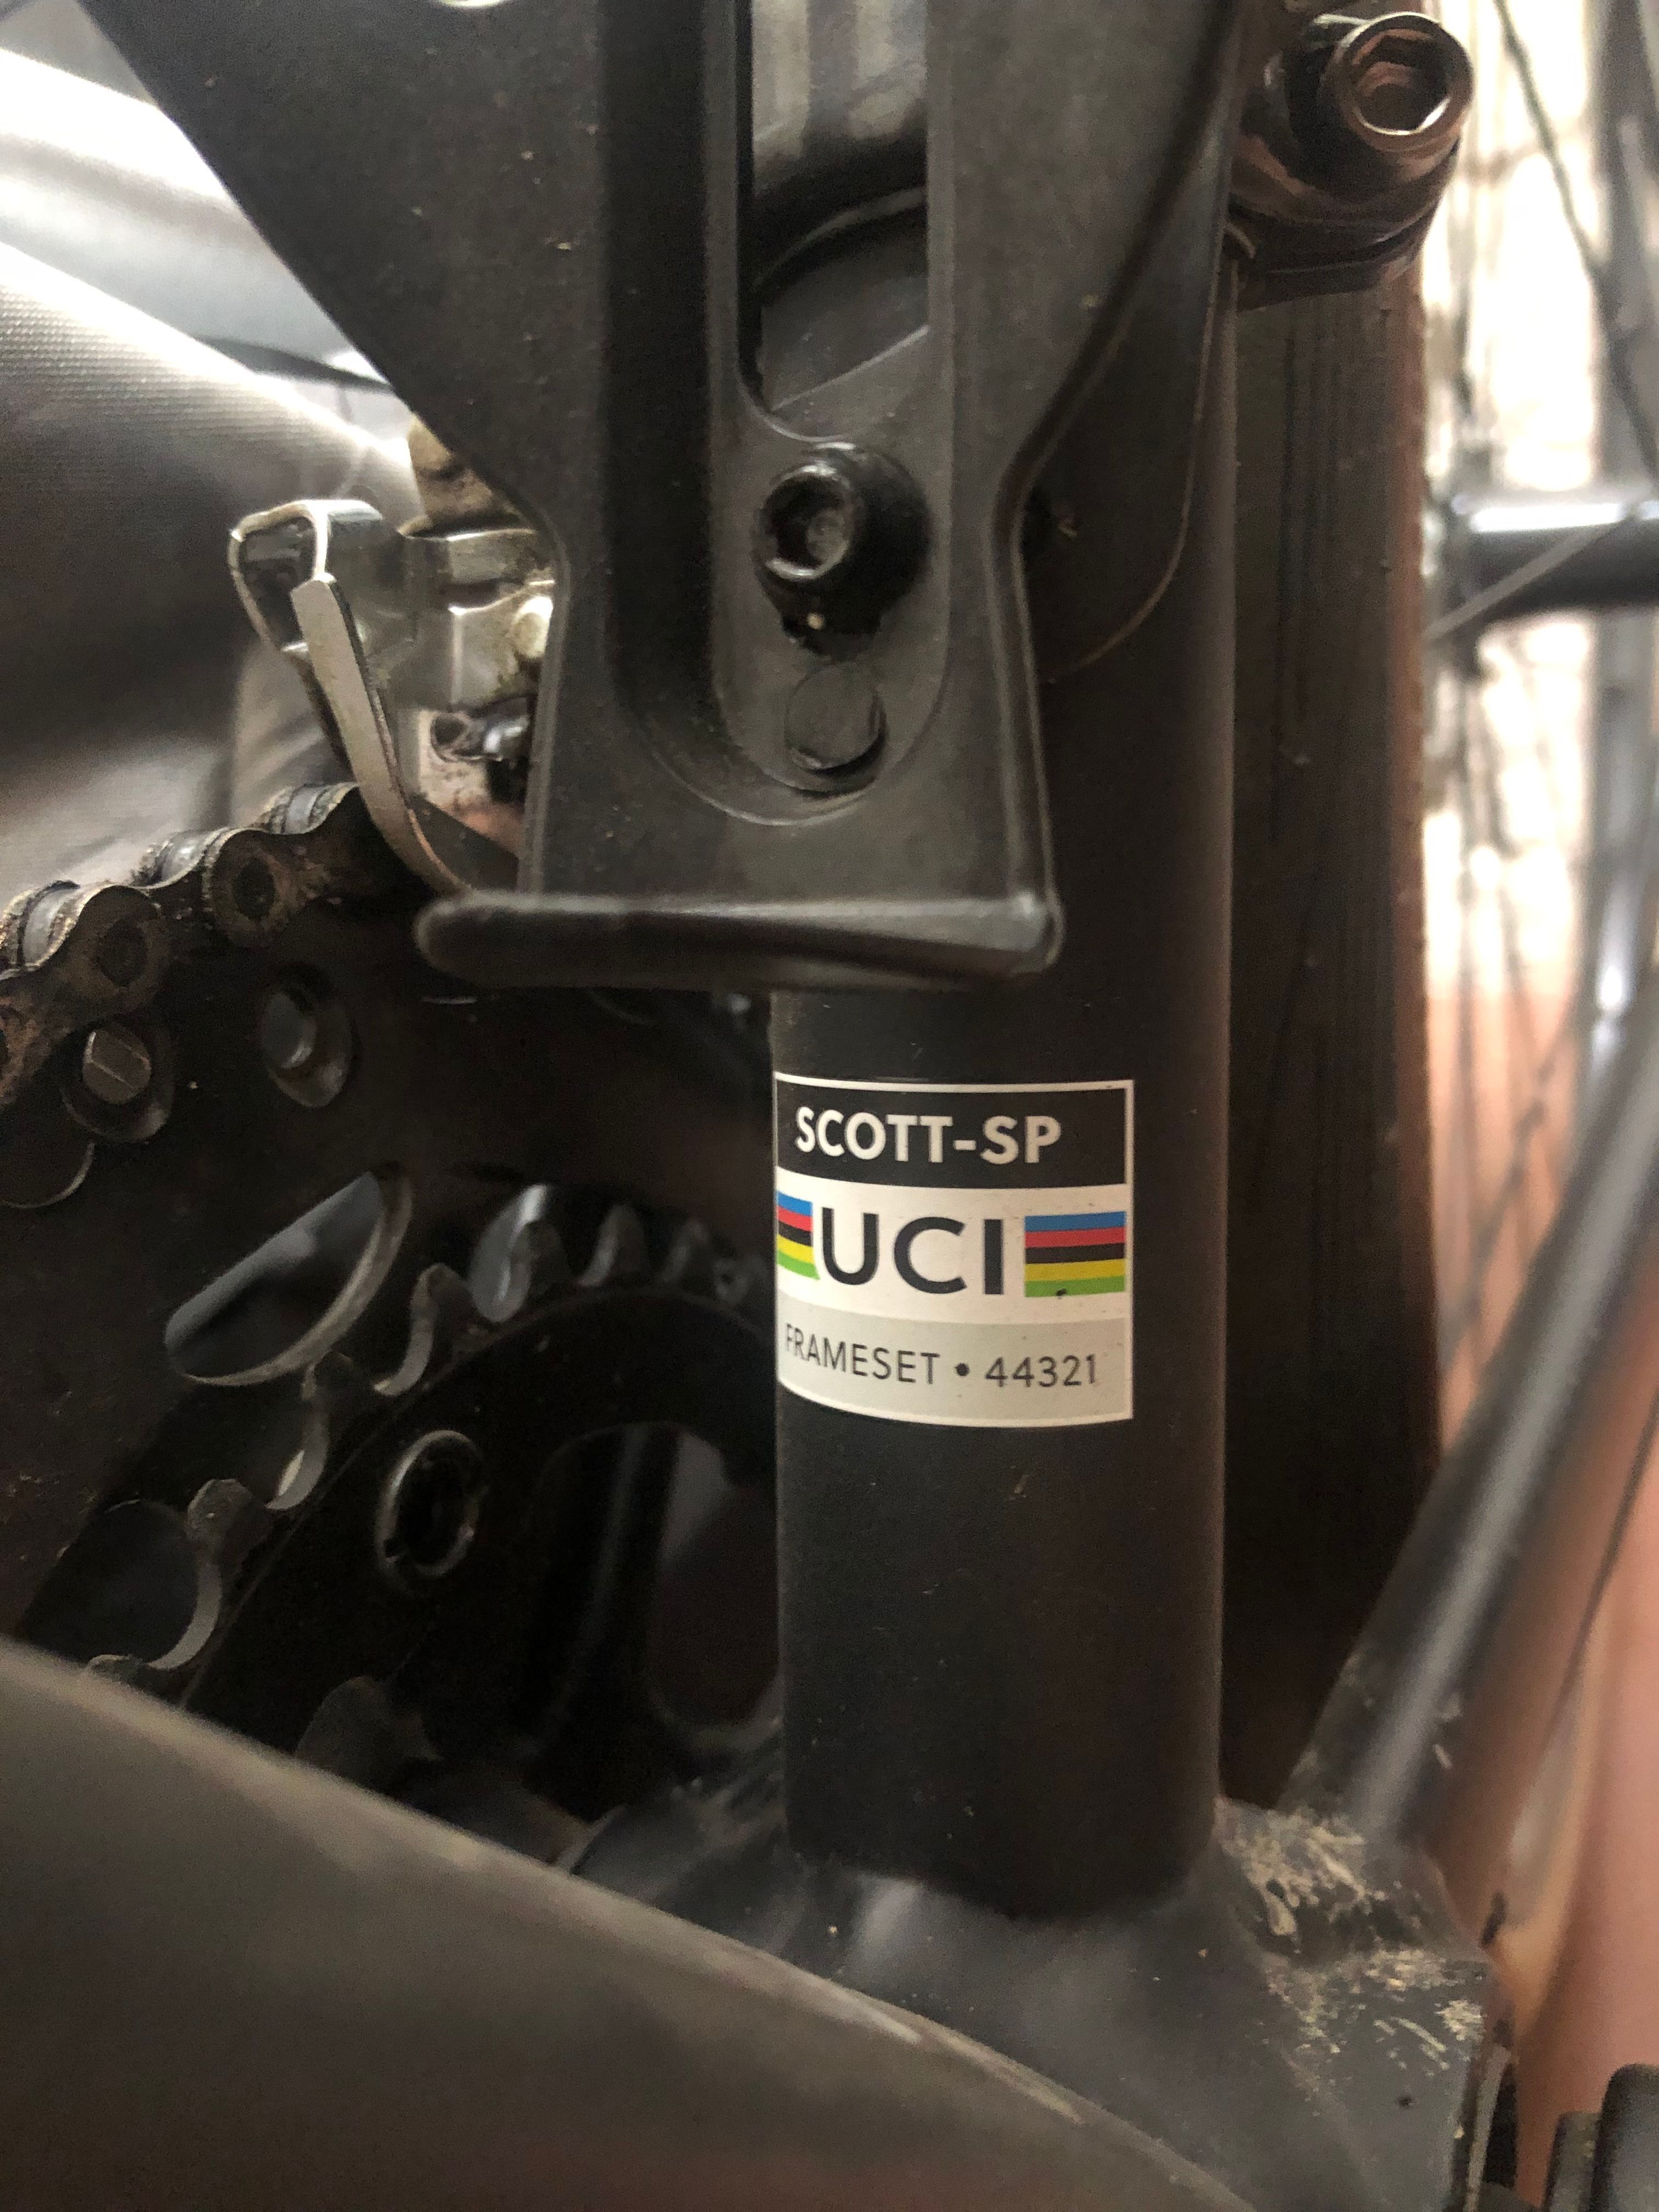 SCOTT-SP
UCI
FRAMESET • 44321